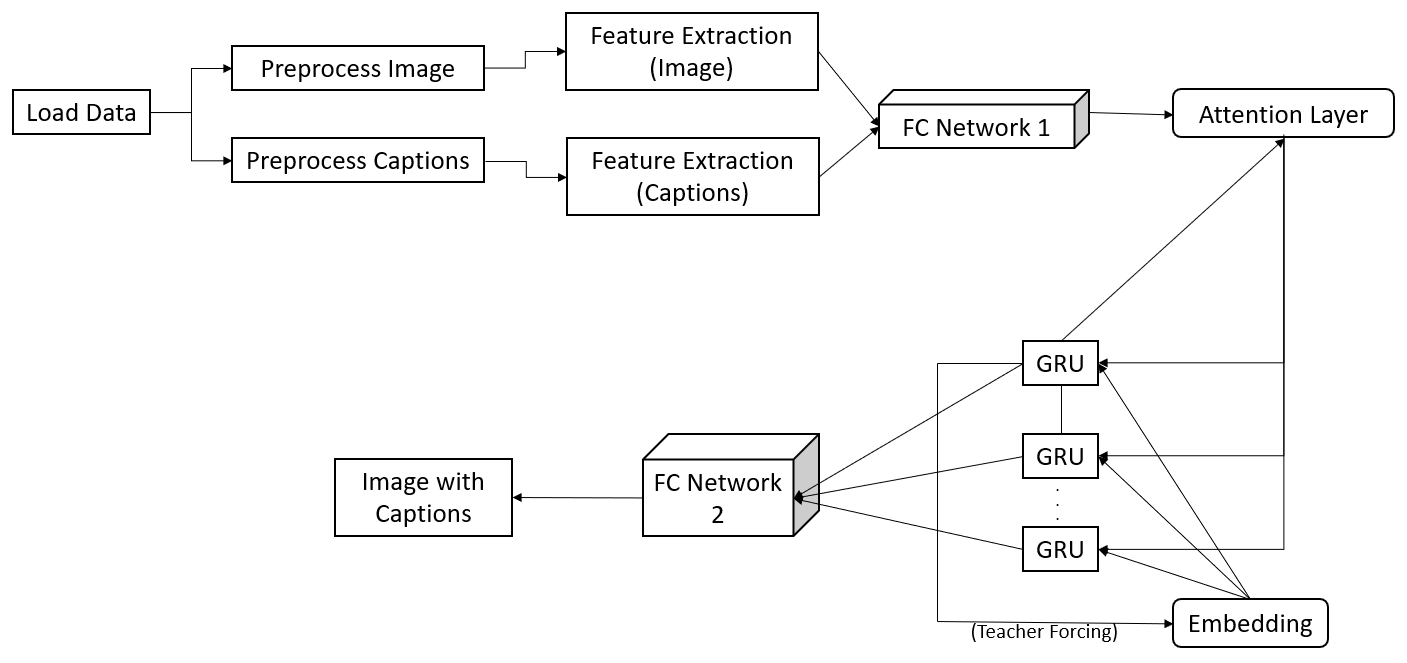 Feature Extraction
(Image)
Preprocess Image
Load Data
FC Network 1
Attention Layer
Preprocess Captions
Feature Extraction
(Captions)
GRU
GRU
Image with
Captions
FC Network
2
GRU
Embedding
(Teacher Forcing)